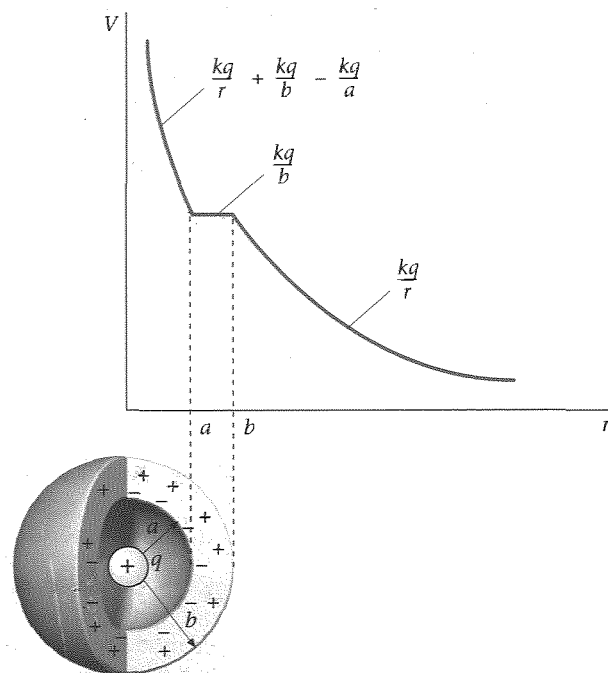 V
kq/r + kq/b − kq/a
kq/b
kq/r
a b r
+ + +
− −
+ − +
a −
+ − +
− + q −
− b − +
+ − +
− − +
+ − +